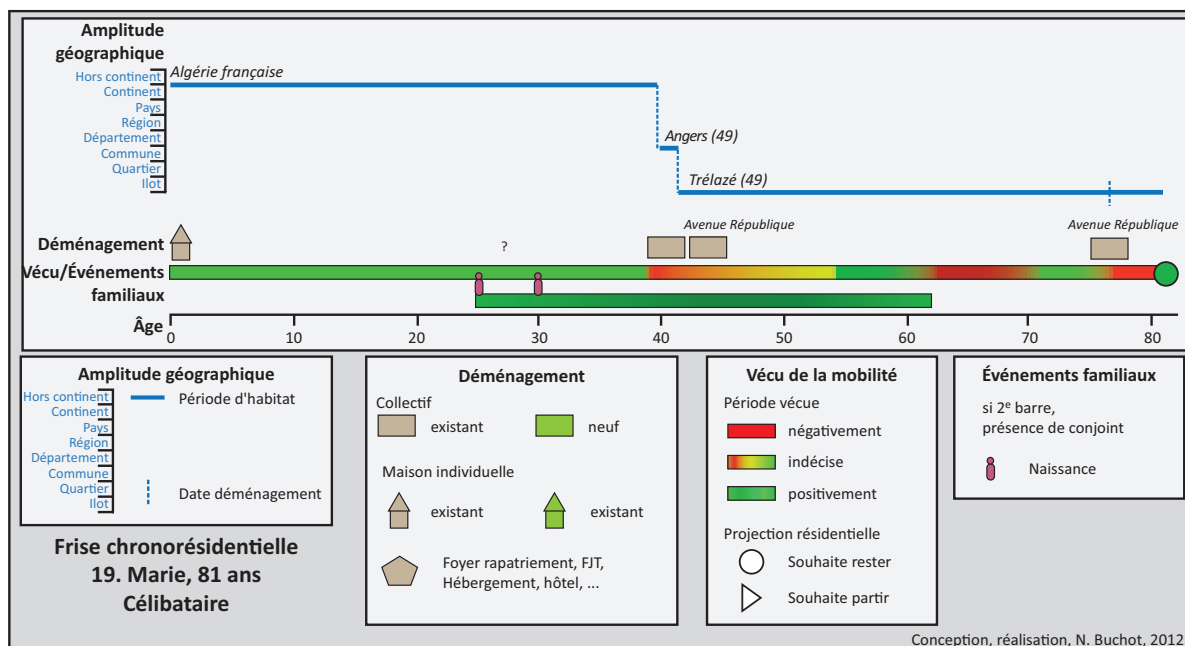 Amplitude
géographique
Hors continent
Continent
Pays
Région
Département
Commune
Quartier
Ilot
Algérie française
Angers (49)
Trélazé (49)
Déménagement
?
Avenue République
Avenue République
Vécu/Événements
familiaux
Âge
0 10 20 30 40 50 60 70 80
Amplitude géographique
Hors continent
Continent
Pays
Région
Département
Commune
Quartier
Ilot
Période d'habitat
Date déménagement
Frise chronorésidentielle
19. Marie, 81 ans
Célibataire
Déménagement
Collectif
existant neuf
Maison individuelle
existant existant
Foyer rapatriement, FJT,
Hébergement, hôtel, ...
Vécu de la mobilité
Période vécue
négativement
indécise
positivement
Projection résidentielle
Souhaite rester
Souhaite partir
Événements familiaux
si 2e barre,
présence de conjoint
Naissance
Conception, réalisation, N. Buchot, 2012